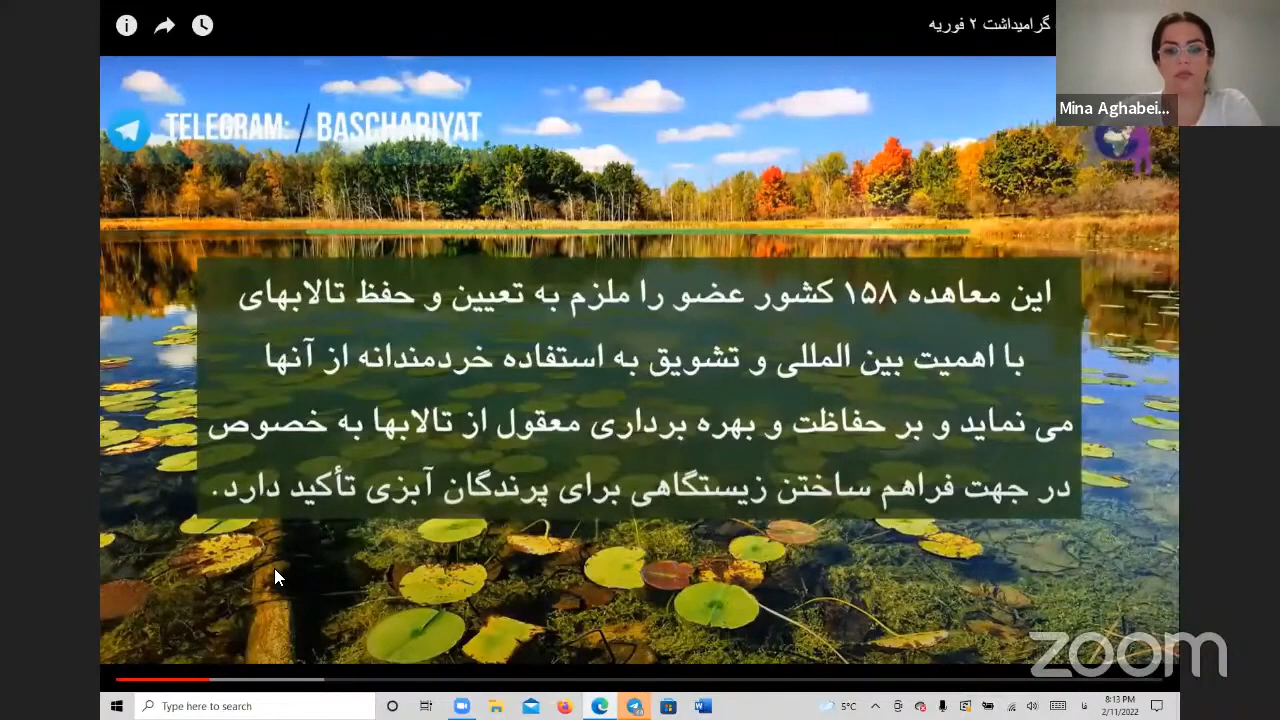 گرامیداشت ۲ فوریه
Mina Aghabei...
TELEGRAM: / BASCHARIYAT
این معاهده ۱۵۸ کشور عضو را ملزم به تعیین و حفظ تالابهای
با اهمیت بین المللی و تشویق به استفاده خردمندانه از آنها
می نماید و بر حفاظت و بهره برداری معقول از تالابها به خصوص
در جهت فراهم ساختن زیستگاهی برای پرندگان آبزی تأکید دارد.
zoom
Type here to search
5°C
فا
8:13 PM
2/11/2022